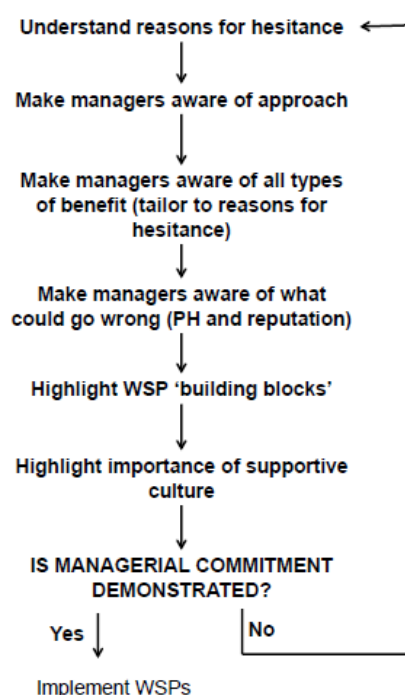 Understand reasons for hesitance
Make managers aware of approach
Make managers aware of all types
of benefit (tailor to reasons for
hesitance)
Make managers aware of what
could go wrong (PH and reputation)
Highlight WSP ‘building blocks’
Highlight importance of supportive
culture
IS MANAGERIAL COMMITMENT
DEMONSTRATED?
Yes
No
Implement WSPs